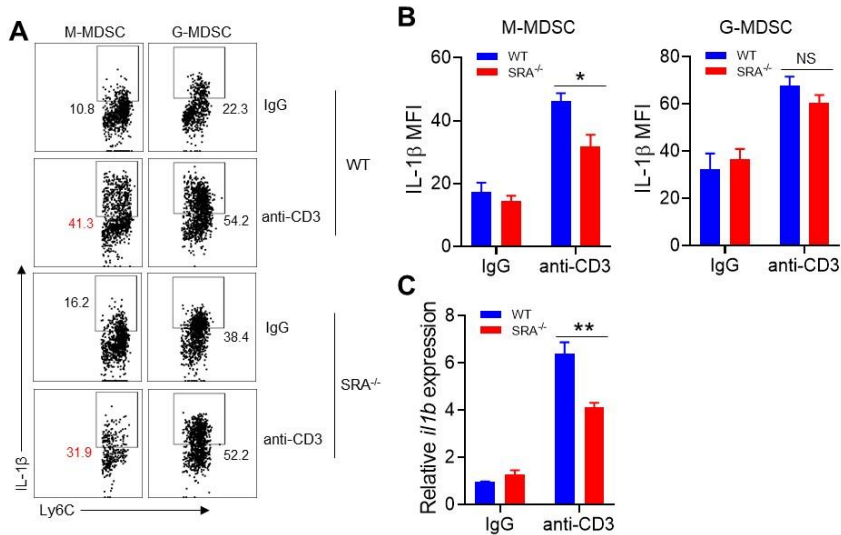 A
M-MDSC G-MDSC
10.8
22.3
IgG
41.3
54.2
anti-CD3
WT
16.2
38.4
IgG
31.9
52.2
anti-CD3
SRA-/-
IL-1β
Ly6C
B
M-MDSC
WT
SRA-/-
*
IL-1β MFI
60
40
20
0
IgG anti-CD3
G-MDSC
WT
SRA-/-
NS
IL-1β MFI
80
60
40
20
0
IgG anti-CD3
C
WT
SRA-/-
**
Relative il1b expression
8
6
4
2
0
IgG anti-CD3